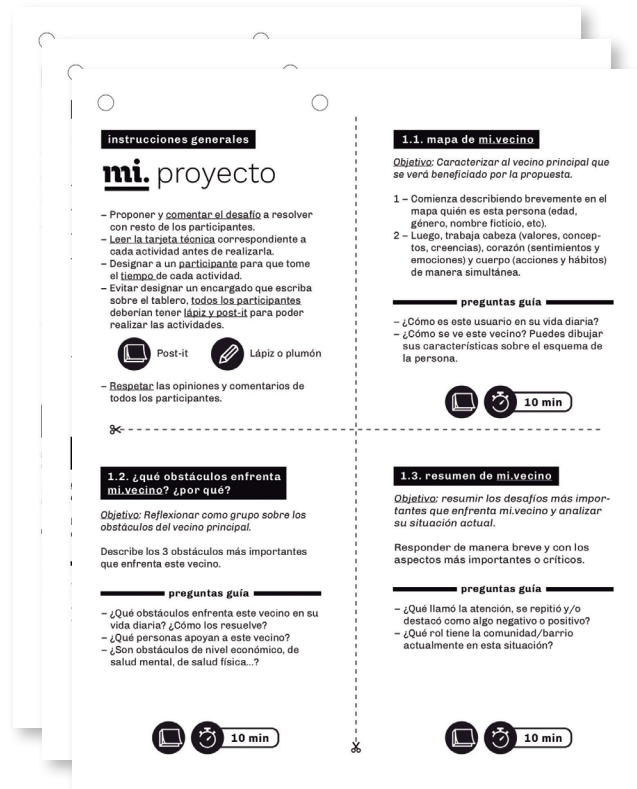 instrucciones generales
mi. proyecto
– Proponer y comentar el desafío a resolver
con resto de los participantes.
– Leer la tarjeta técnica correspondiente a
cada actividad antes de realizarla.
– Designar a un participante para que tome
el tiempo de cada actividad.
– Evitar designar un encargado que escriba
sobre el tablero, todos los participantes
deberían tener lápiz y post-it para poder
realizar las actividades.
Post-it
Lápiz o plumón
– Respetar las opiniones y comentarios de
todos los participantes.
1.1. mapa de mi.vecino
Objetivo: Caracterizar al vecino principal que
se verá beneficiado por la propuesta.
1 – Comienza describiendo brevemente en el
mapa quién es esta persona (edad,
género, nombre ficticio, etc).
2 – Luego, trabaja cabeza (valores, concep-
tos, creencias), corazón (sentimientos y
emociones) y cuerpo (acciones y hábitos)
de manera simultánea.
preguntas guía
– ¿Cómo es este usuario en su vida diaria?
– ¿Cómo se ve este vecino? Puedes dibujar
sus características sobre el esquema de
la persona.
10 min
1.2. ¿qué obstáculos enfrenta
mi.vecino? ¿por qué?
Objetivo: Reflexionar como grupo sobre los
obstáculos del vecino principal.
Describe los 3 obstáculos más importantes
que enfrenta este vecino.
preguntas guía
– ¿Qué obstáculos enfrenta este vecino en su
vida diaria? ¿Cómo los resuelve?
– ¿Qué personas apoyan a este vecino?
– ¿Son obstáculos de nivel económico, de
salud mental, de salud física...?
10 min
1.3. resumen de mi.vecino
Objetivo: resumir los desafíos más impor-
tantes que enfrenta mi.vecino y analizar
su situación actual.
Responder de manera breve y con los
aspectos más importantes o críticos.
preguntas guía
– ¿Qué llamó la atención, se repitió y/o
destacó como algo negativo o positivo?
– ¿Qué rol tiene la comunidad/barrio
actualmente en esta situación?
10 min